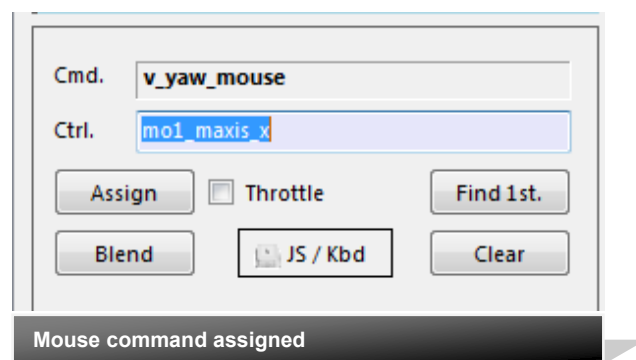 Cmd. v_yaw_mouse
Ctrl. mo1_maxis_x
Assign Throttle Find 1st.
Blend JS / Kbd Clear
Mouse command assigned